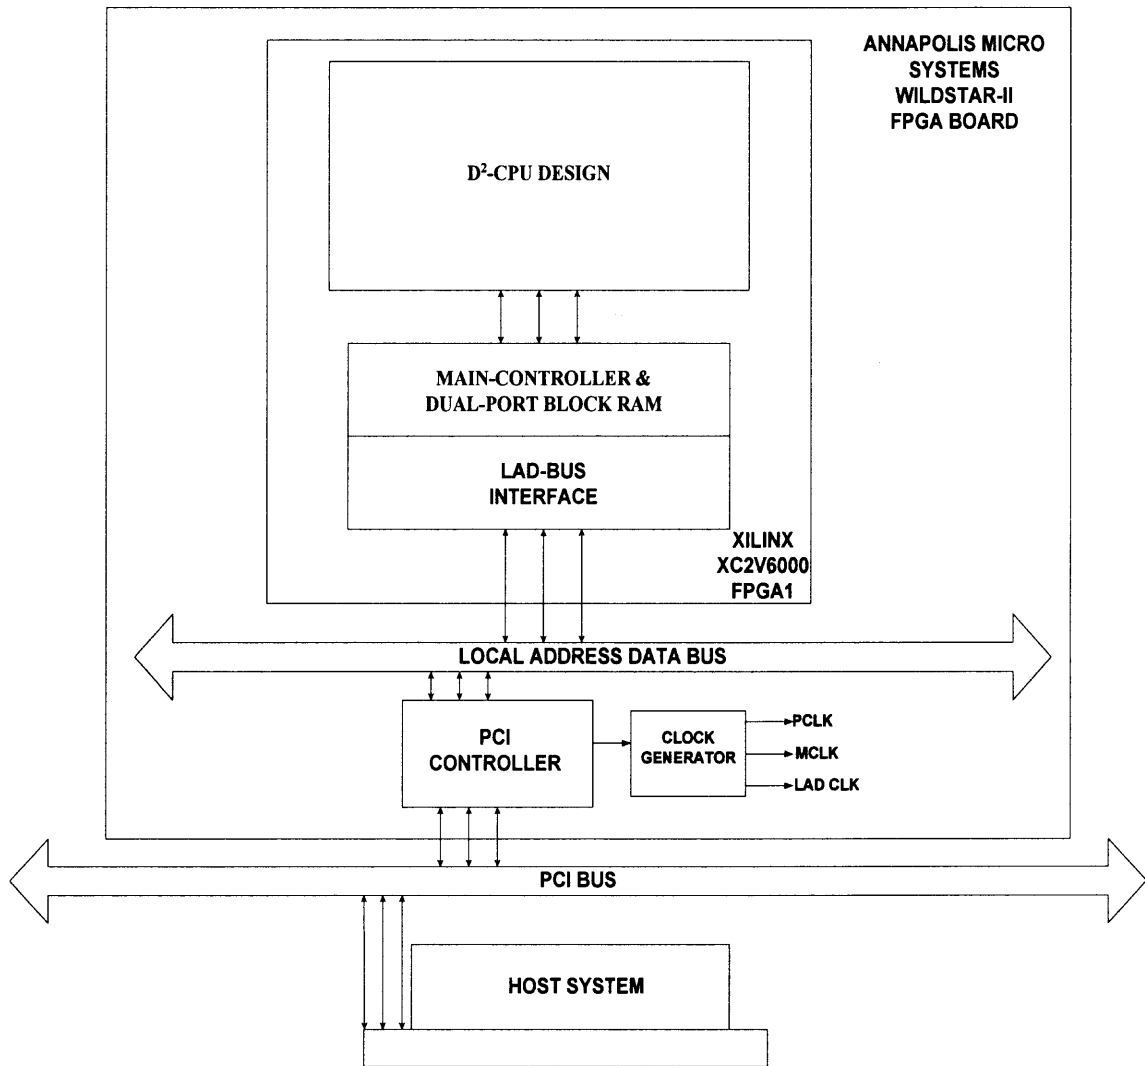 ANNAPOLIS MICRO
SYSTEMS
WILDSTAR-II
FPGA BOARD
D²-CPU DESIGN
MAIN-CONTROLLER &
DUAL-PORT BLOCK RAM
LAD-BUS
INTERFACE
XILINX
XC2V6000
FPGA1
LOCAL ADDRESS DATA BUS
PCI
CONTROLLER
CLOCK
GENERATOR
PCLK
MCLK
LAD CLK
PCI BUS
HOST SYSTEM